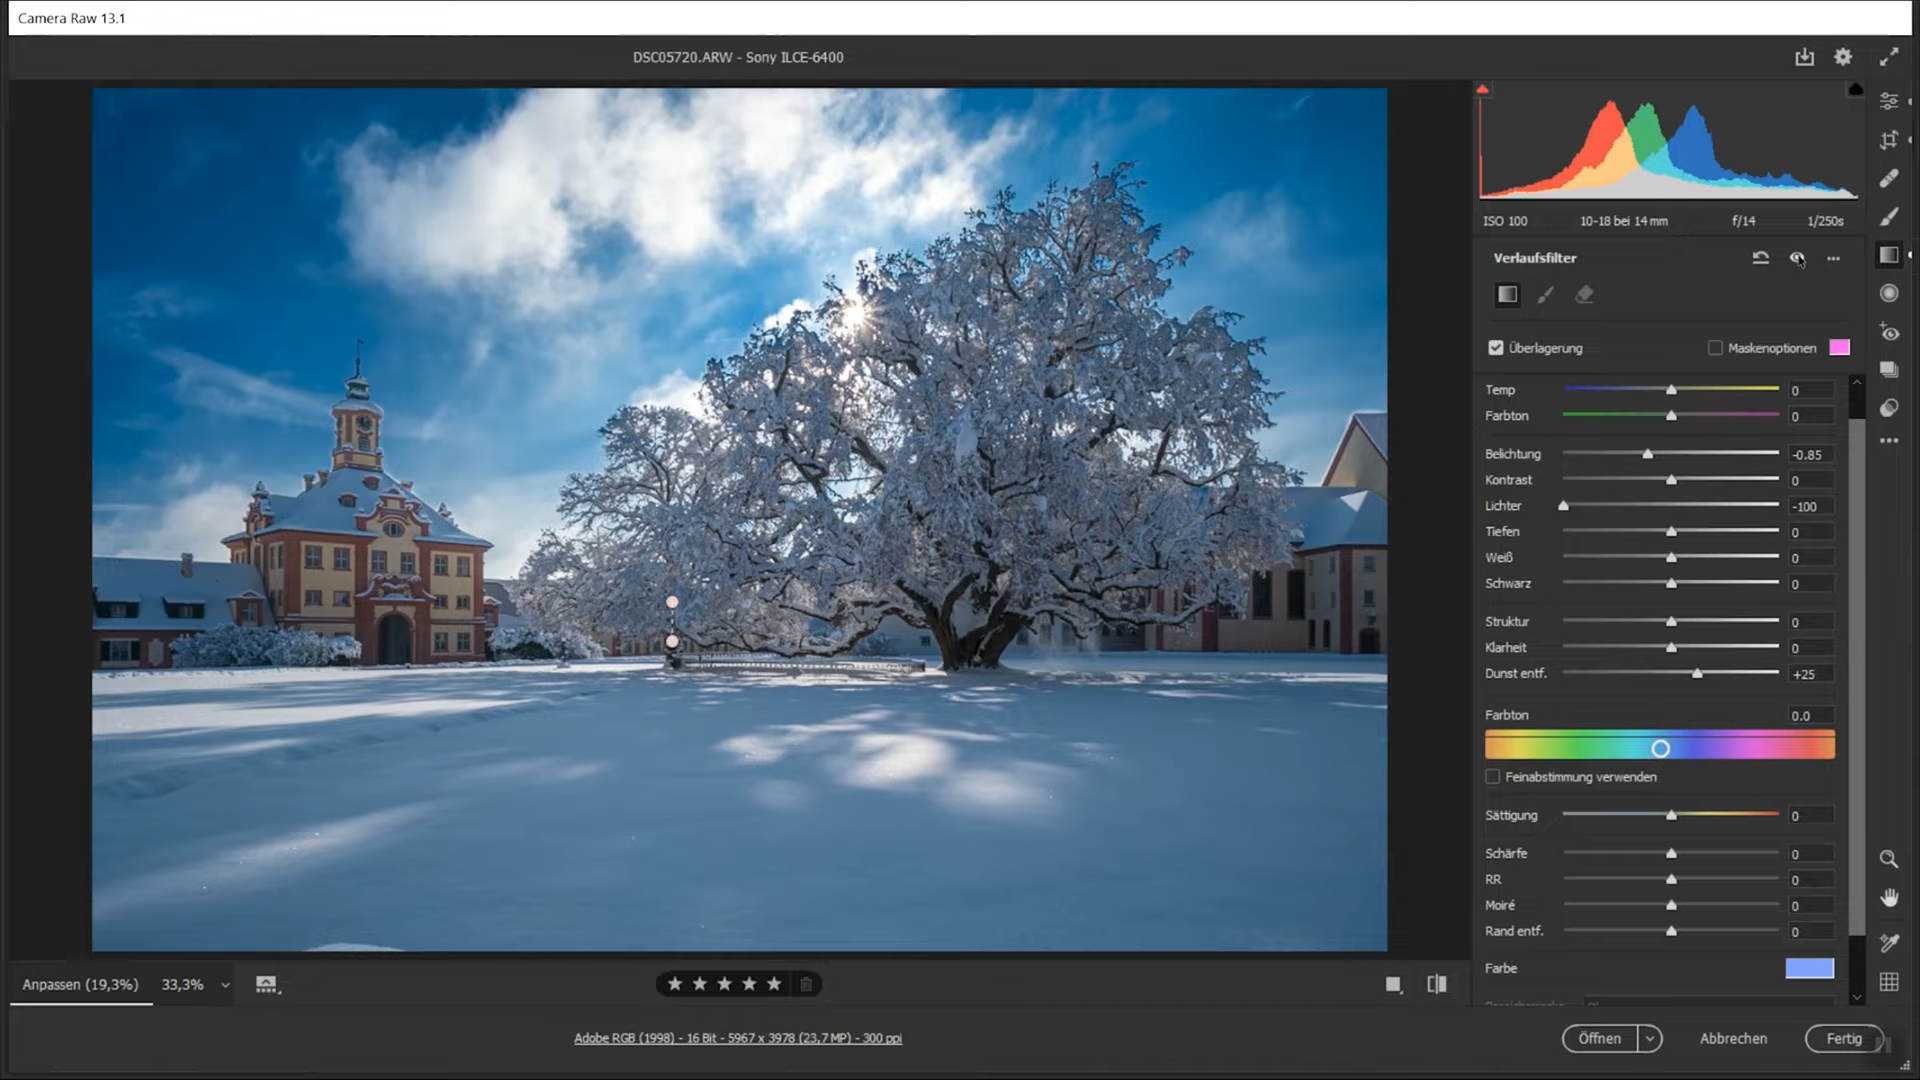 Camera Raw 13.1
DSC05720.ARW - Sony ILCE-6400
ISO 100 10-18 bei 14 mm f/14 1/250s
Verlaufsfilter
Überlagerung Maskenoptionen
Temp 0
Farbton 0
Belichtung -0.85
Kontrast 0
Lichter -100
Tiefen 0
Weiß 0
Schwarz 0
Struktur 0
Klarheit 0
Dunst entf. +25
Farbton 0.0
Feinabstimmung verwenden
Sättigung 0
Schärfe 0
RR 0
Moiré 0
Rand entf. 0
Farbe
Anpassen (19,3%) 33,3%
Adobe RGB (1998) - 16 Bit - 5967 x 3978 (23,7 MP) - 300 ppi
Öffnen Abbrechen Fertig